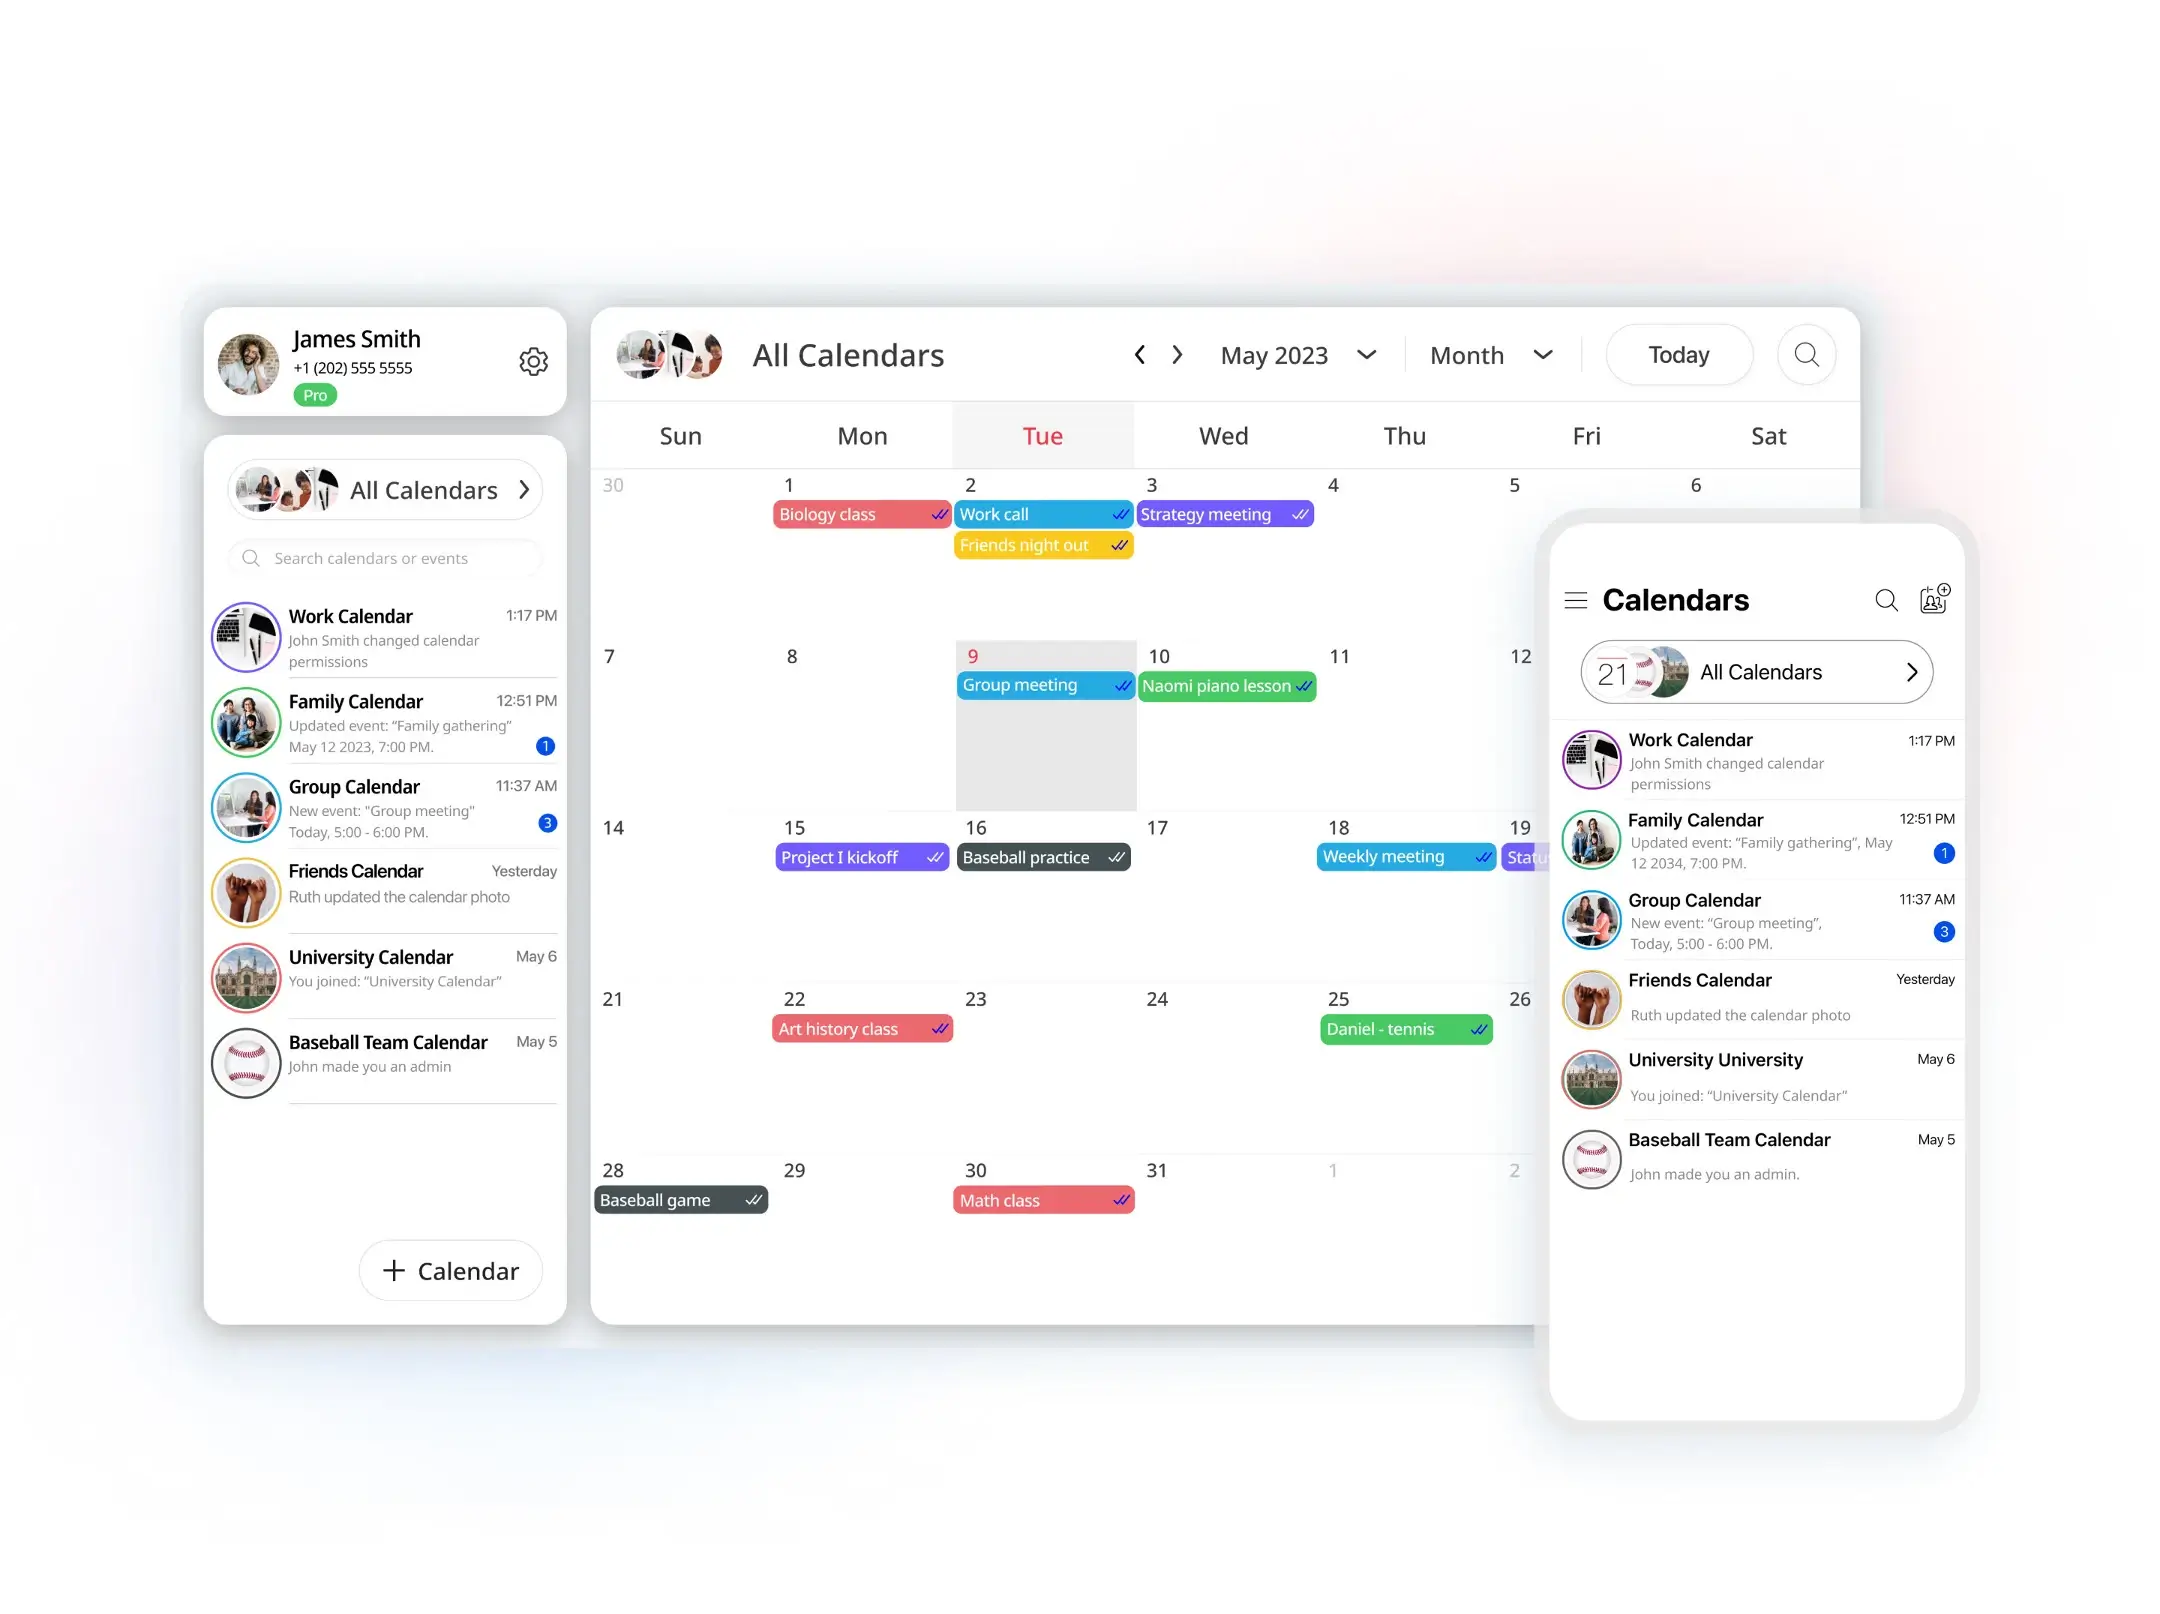 James Smith
+1 (202) 555 5555
Pro
All Calendars
Search calendars or events
Work Calendar 1:17 PM
John Smith changed calendar
permissions
Family Calendar 12:51 PM
Updated event: “Family gathering”
May 12 2023, 7:00 PM. 1
Group Calendar 11:37 AM
New event: "Group meeting"
Today, 5:00 - 6:00 PM. 3
Friends Calendar Yesterday
Ruth updated the calendar photo
University Calendar May 6
You joined: “University Calendar”
Baseball Team Calendar May 5
John made you an admin
+ Calendar
All Calendars May 2023 Month Today
Sun Mon Tue Wed Thu Fri Sat
30 1 2 3 4 5 6
Biology class Work call Strategy meeting
Friends night out
7 8 9 10 11 12
Group meeting Naomi piano lesson
14 15 16 17 18 19
Project I kickoff Baseball practice Weekly meeting Statu
21 22 23 24 25 26
Art history class Daniel - tennis
28 29 30 31 1 2
Baseball game Math class
Calendars
21 All Calendars
Work Calendar 1:17 PM
John Smith changed calendar
permissions
Family Calendar 12:51 PM
Updated event: “Family gathering”, May
12 2034, 7:00 PM. 1
Group Calendar 11:37 AM
New event: “Group meeting”,
Today, 5:00 - 6:00 PM. 3
Friends Calendar Yesterday
Ruth updated the calendar photo
University University May 6
You joined: “University Calendar”
Baseball Team Calendar May 5
John made you an admin.